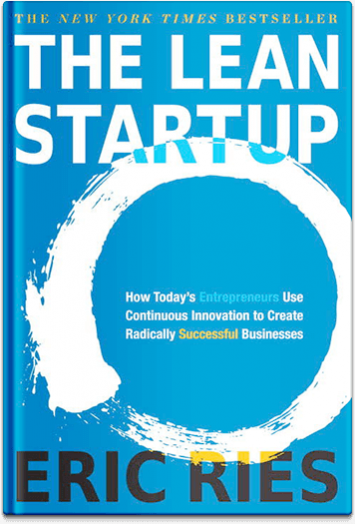 THE NEW YORK TIMES BESTSELLER
THE LEAN
STARTUP
How Today's Entrepreneurs Use
Continuous Innovation to Create
Radically Successful Businesses
ERIC RIES